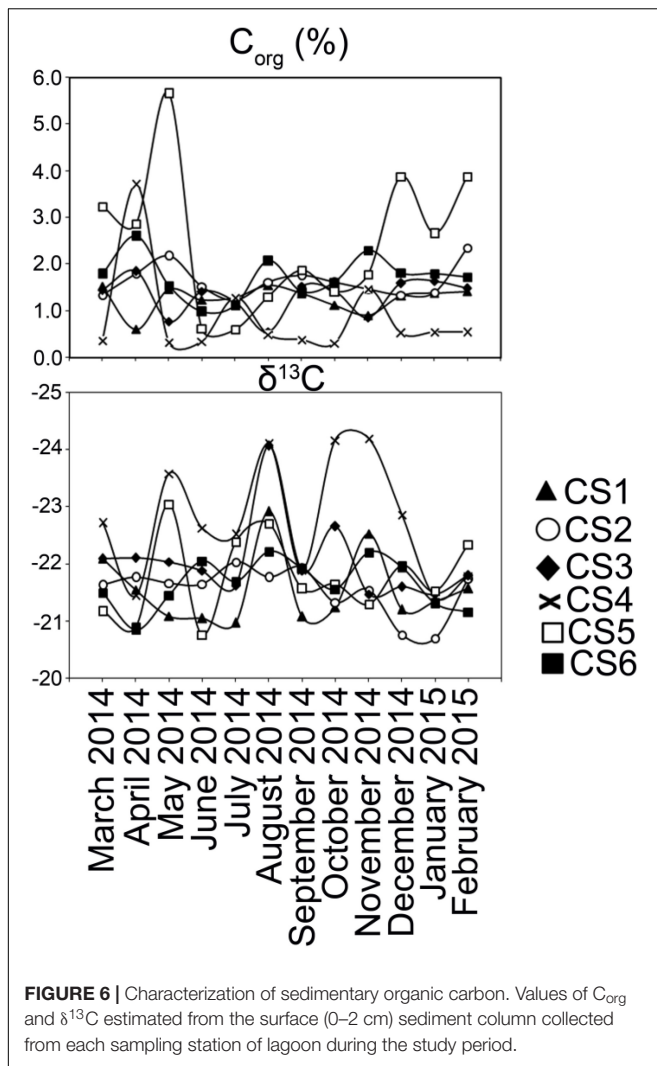 C_org (%)
6.0
5.0
4.0
3.0
2.0
1.0
0.0
δ¹³C
-25
-24
-23
-22
-21
-20
CS1
CS2
CS3
CS4
CS5
CS6
March 2014
April 2014
May 2014
June 2014
July 2014
August 2014
September 2014
October 2014
November 2014
December 2014
January 2015
February 2015
FIGURE 6 | Characterization of sedimentary organic carbon. Values of C_org
and δ¹³C estimated from the surface (0–2 cm) sediment column collected
from each sampling station of lagoon during the study period.